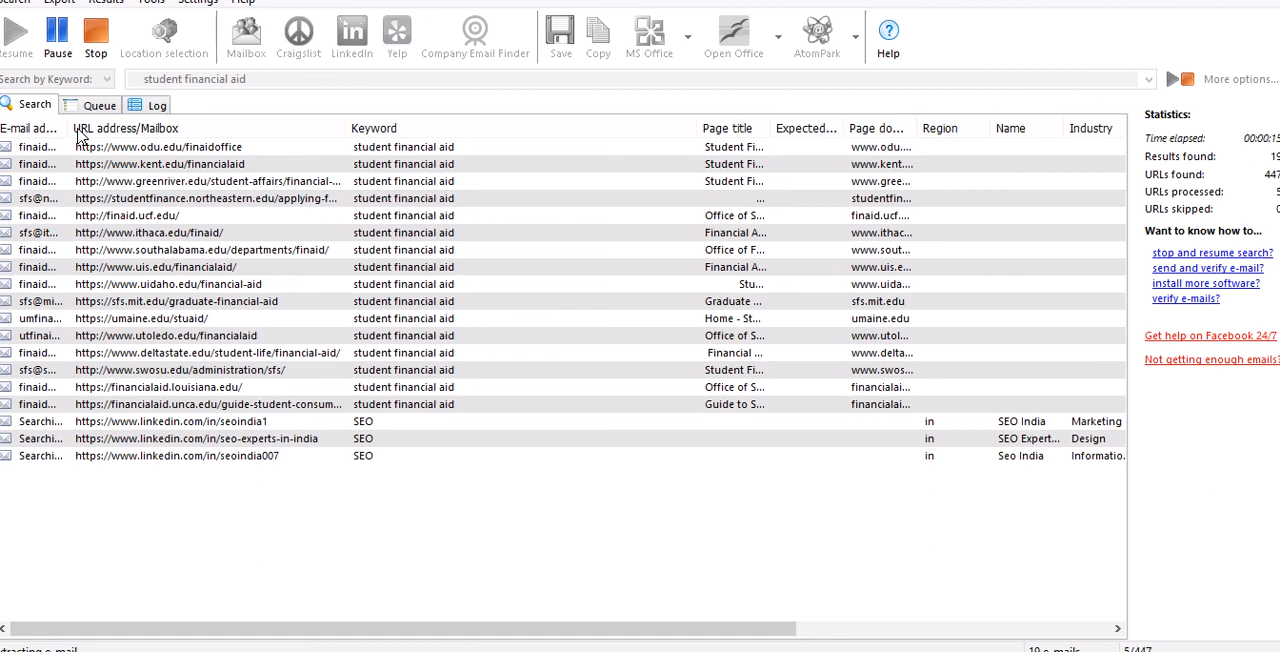 Export Results Tools Settings Help
Pause Stop Location selection Mailbox Craigslist LinkedIn Yelp Company Email Finder Save Copy MS Office Open Office AtomPark Help
Search by Keyword: student financial aid More options...
Search Queue Log
E-mail ad... URL address/Mailbox Keyword Page title Expected... Page do... Region Name Industry
finaid... https://www.odu.edu/finaidoffice student financial aid Student Fi... www.odu....
finaid... http://www.kent.edu/financialaid student financial aid Student Fi... www.kent....
finaid... http://www.greenriver.edu/student-affairs/financial-... student financial aid Student Fi... www.gree...
sfs@n... https://studentfinance.northeastern.edu/applying-f... student financial aid ... studentfin...
finaid... http://finaid.ucf.edu/ student financial aid Office of S... finaid.ucf....
sfs@it... http://www.ithaca.edu/finaid/ student financial aid Financial A... www.ithac...
finaid... http://www.southalabama.edu/departments/finaid/ student financial aid Office of F... www.sout...
finaid... http://www.uis.edu/financialaid/ student financial aid Financial A... www.uis.e...
finaid... http://www.uidaho.edu/financial-aid student financial aid Stu... www.uida...
sfs@mi... https://sfs.mit.edu/graduate-financial-aid student financial aid Graduate ... sfs.mit.edu
umfina... https://umaine.edu/stuaid/ student financial aid Home - St... umaine.edu
utfinai... http://www.utoledo.edu/financialaid student financial aid Office of S... www.utol...
finaid... https://www.deltastate.edu/student-life/financial-aid/ student financial aid Financial ... www.delta...
sfs@s... http://www.swosu.edu/administration/sfs/ student financial aid Student Fi... www.swos...
finaid... https://financialaid.louisiana.edu/ student financial aid Office of S... financialai...
finaid... https://financialaid.unca.edu/guide-student-consum... student financial aid Guide to S... financialai...
Searchi... https://www.linkedin.com/in/seoindia1 SEO in SEO India Marketing
Searchi... https://www.linkedin.com/in/seo-experts-in-india SEO in SEO Expert... Design
Searchi... https://www.linkedin.com/in/seoindia007 SEO in Seo India Informatio.
Statistics:
Time elapsed: 00:00:15
Results found: 19
URLs found: 447
URLs processed: 5
URLs skipped:
Want to know how to...
stop and resume search?
send and verify e-mail?
install more software?
verify e-mails?
Get help on Facebook 24/7
Not getting enough emails?
19 e-mails 5/447